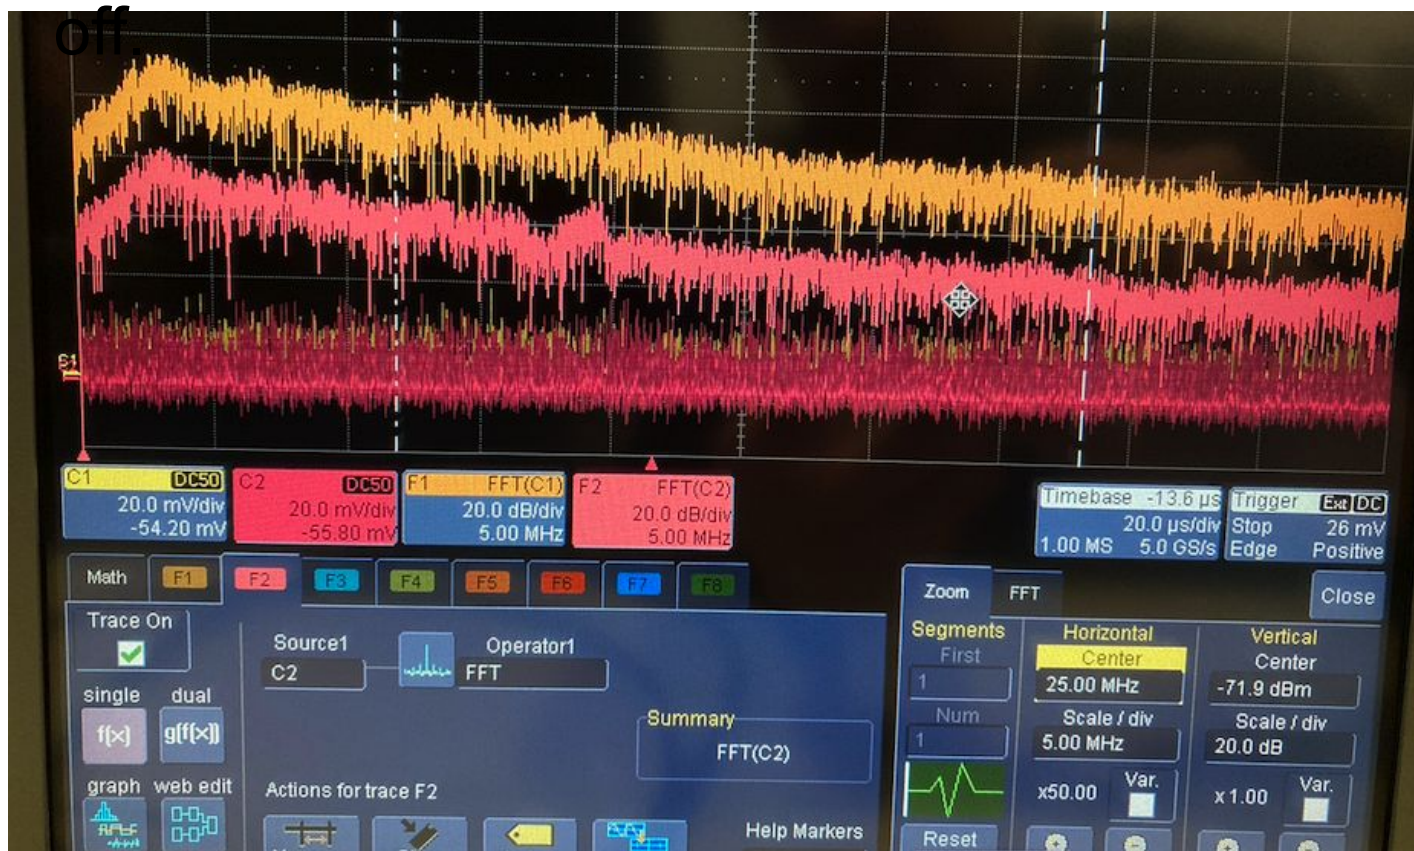 off.
C1 DC50
20.0 mV/div
-54.20 mV
C2 DC50
20.0 mV/div
-55.80 mV
F1 FFT(C1)
20.0 dB/div
5.00 MHz
F2 FFT(C2)
20.0 dB/div
5.00 MHz
Timebase -13.6 µs
20.0 µs/div
1.00 MS 5.0 GS/s
Trigger Ext DC
Stop 26 mV
Edge Positive
Math F1 F2 F3 F4 F5 F6 F7 F8
Trace On
single dual
f(x) g(f(x))
graph web edit
Source1
C2
Operator1
FFT
Summary
FFT(C2)
Actions for trace F2
Help Markers
Zoom FFT Close
Segments
First
1
Num
1
Reset
Horizontal
Center
25.00 MHz
Scale / div
5.00 MHz
x50.00 Var.
Vertical
Center
-71.9 dBm
Scale / div
20.0 dB
x 1.00 Var.